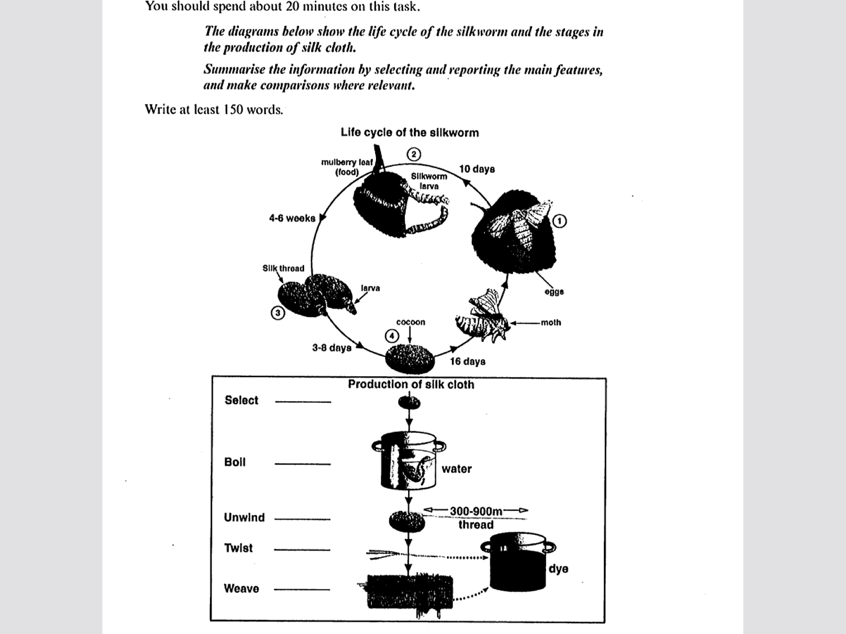 You should spend about 20 minutes on this task.
The diagrams below show the life cycle of the silkworm and the stages in
the production of silk cloth.
Summarise the information by selecting and reporting the main features,
and make comparisons where relevant.
Write at least 150 words.
Life cycle of the silkworm
2
mulberry leaf
(food)
10 days
Silkworm
larva
1
4-6 weeks
Silk thread
larva
eggs
3
cocoon
moth
4
3-8 days
16 days
Production of silk cloth
Select
Boil
water
Unwind
300-900m
thread
Twist
dye
Weave